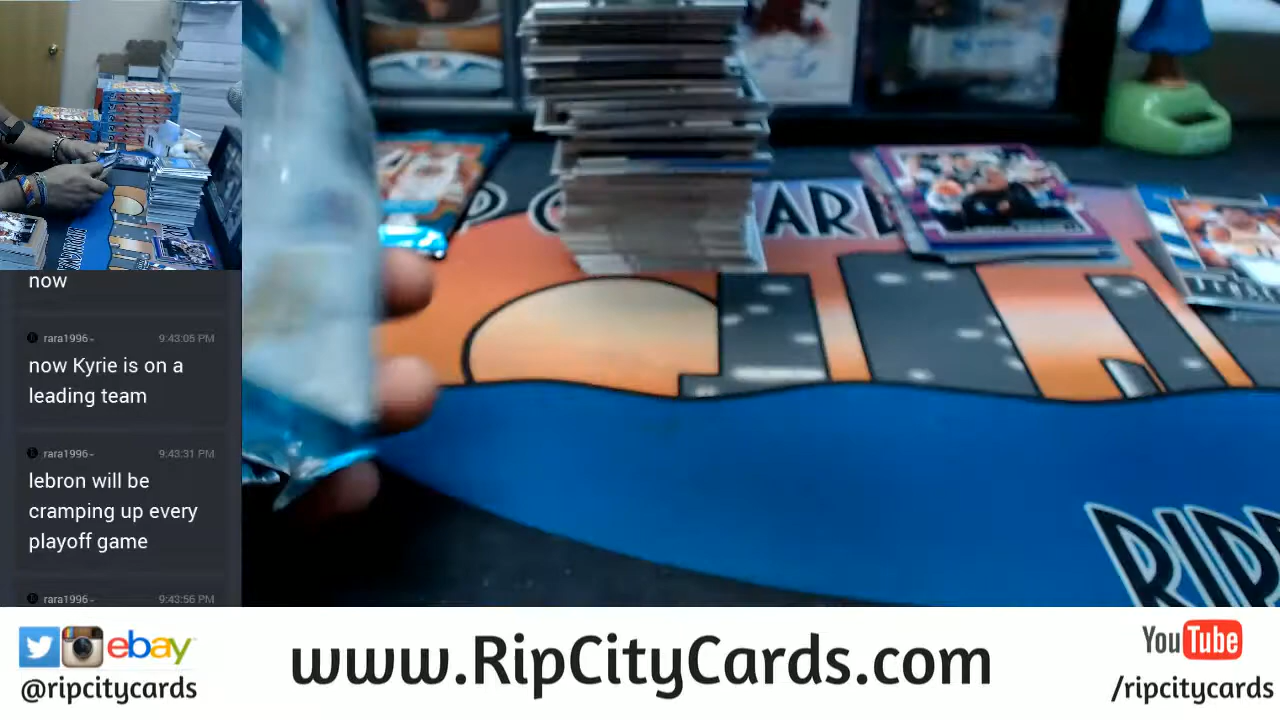 now
rara1996
9:43:05 PM
now Kyrie is on a
leading team
rara1996
9:43:31 PM
lebron will be
cramping up every
playoff game
rara1996
9:43:56 PM
ebay
@ripcitycards
www.RipCityCards.com
YouTube
/ripcitycards